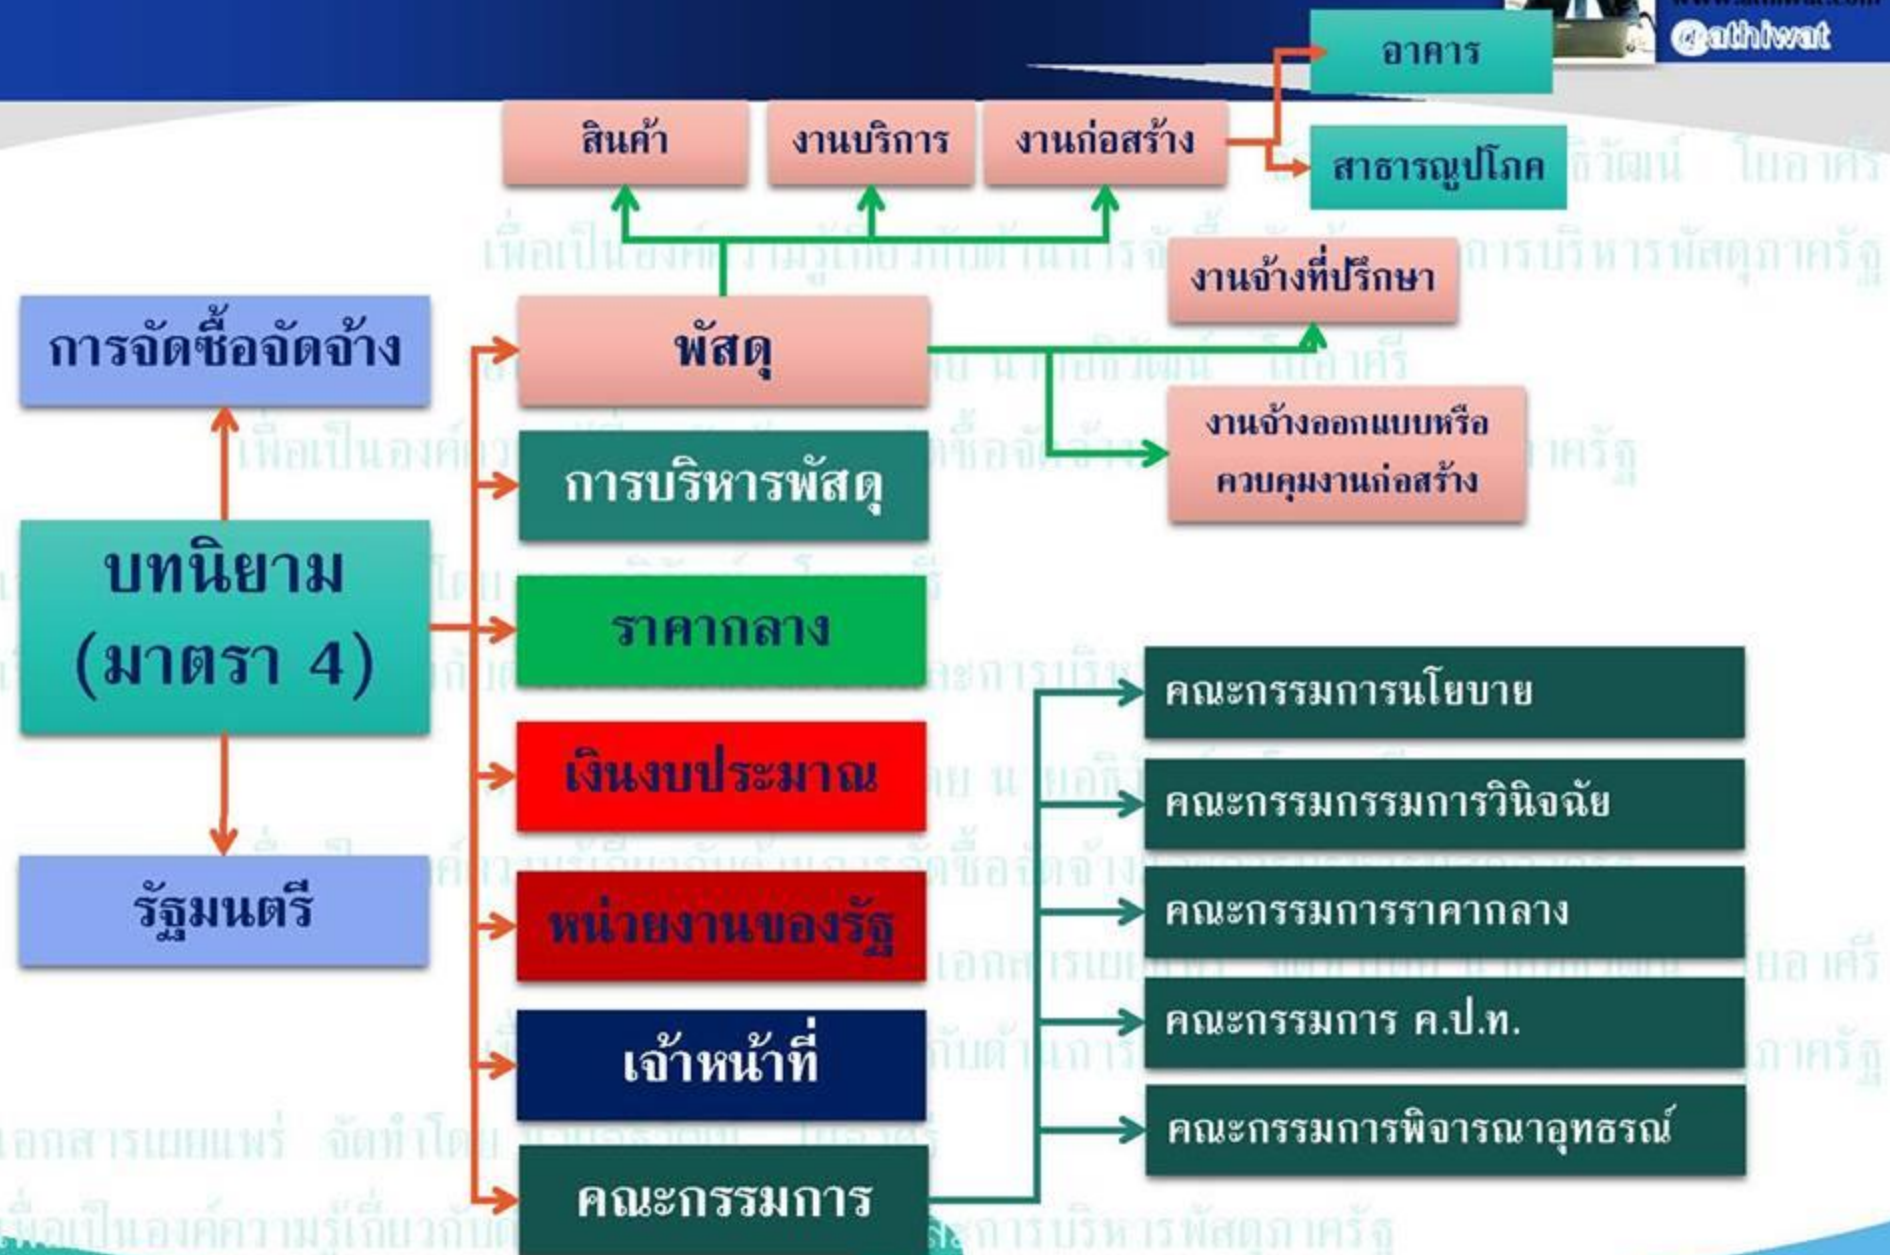 @athiwat
อาคาร
สินค้า
งานบริการ
งานก่อสร้าง
สาธารณูปโภค
งานจ้างที่ปรึกษา
การจัดซื้อจัดจ้าง
พัสดุ
งานจ้างออกแบบหรือ
ควบคุมงานก่อสร้าง
การบริหารพัสดุ
บทนิยาม
(มาตรา 4)
ราคากลาง
เงินงบประมาณ
รัฐมนตรี
หน่วยงานของรัฐ
เจ้าหน้าที่
คณะกรรมการ
คณะกรรมการนโยบาย
คณะกรรมกรรมการวินิจฉัย
คณะกรรมการราคากลาง
คณะกรรมการ ค.ป.ท.
คณะกรรมการพิจารณาอุทธรณ์